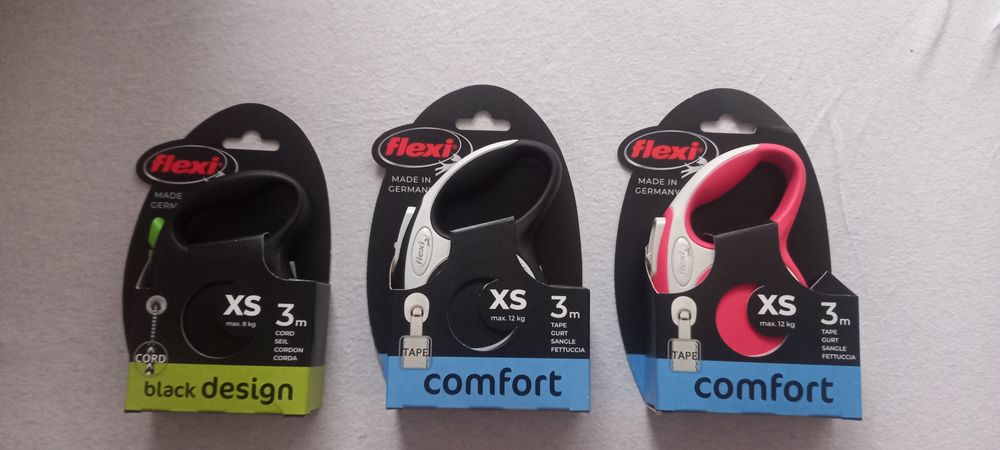 flexi
MADE IN
GERM
XS
max. 8 kg
3m
CORD
SEIL
CORDON
CORDA
CORD
black design
flexi
MADE IN
GERMANY
flexi
XS
max. 12 kg
3m
TAPE
GURT
SANGLE
FETTUCCIA
TAPE
comfort
flexi
MADE IN
GERMANY
flexi
XS
max. 12 kg
3m
TAPE
GURT
SANGLE
FETTUCCIA
TAPE
comfort